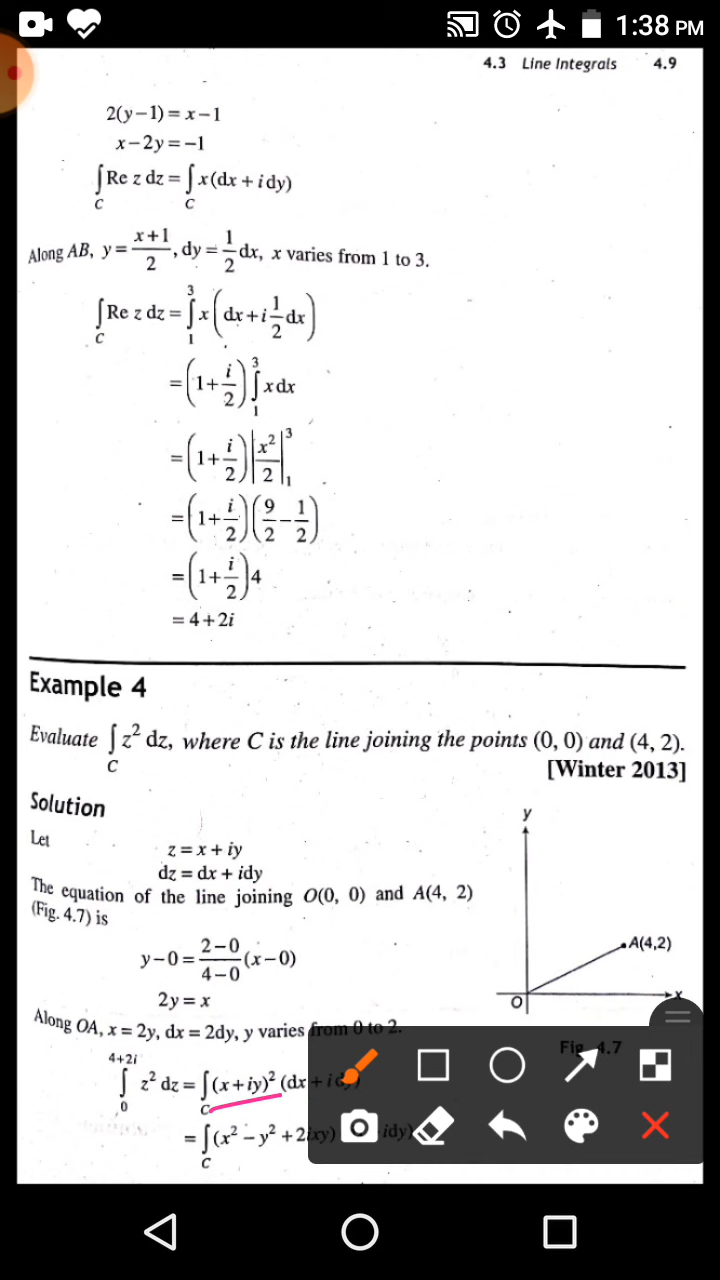 1:38 PM
4.3 Line Integrals 4.9
2(y−1) = x−1
x−2y = −1
∫C Re z dz = ∫C x(dx + i dy)
Along AB, y = (x+1)/2, dy = 1/2 dx, x varies from 1 to 3.
∫C Re z dz = ∫₁³ x(dx + i 1/2 dx)
= (1 + i/2) ∫₁³ x dx
= (1 + i/2) |x²/2|₁³
= (1 + i/2)(9/2 − 1/2)
= (1 + i/2)4
= 4 + 2i
Example 4
Evaluate ∫C z² dz, where C is the line joining the points (0, 0) and (4, 2).
[Winter 2013]
Solution
Let
z = x + iy
dz = dx + idy
The equation of the line joining O(0, 0) and A(4, 2)
(Fig. 4.7) is
y−0 = (2−0)/(4−0) (x−0)
2y = x
Along OA, x = 2y, dx = 2dy, y varies from 0 to 2.
∫₀⁴⁺²ⁱ z² dz = ∫C (x + iy)² (dx + id
= ∫C (x² − y² + 2ixy) idy)
y
A(4,2)
O
x
Fig. 4.7